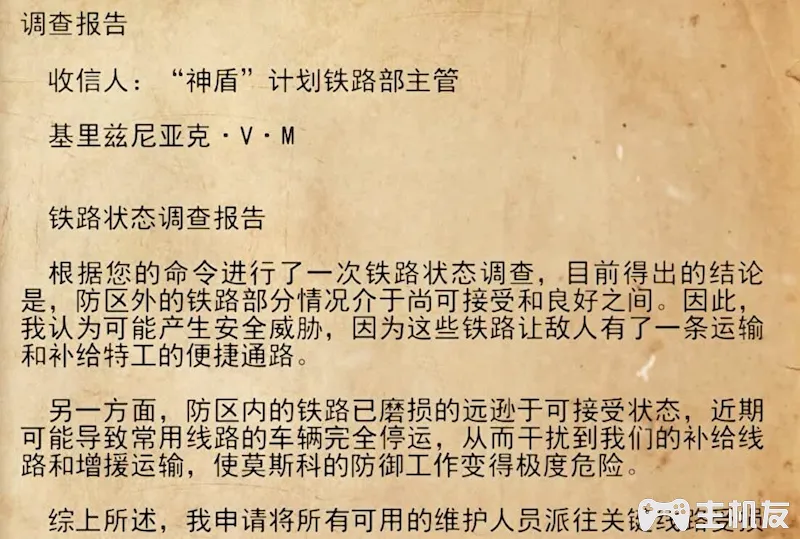 调查报告
收信人：“神盾”计划铁路部主管
基里兹尼亚克·V·M
铁路状态调查报告
根据您的命令进行了一次铁路状态调查，目前得出的结论
是，防区外的铁路部分情况介于尚可接受和良好之间。因此，
我认为可能产生安全威胁，因为这些铁路让敌人有了一条运输
和补给特工的便捷通路。
另一方面，防区内的铁路已磨损的远逊于可接受状态，近期
可能导致常用线路的车辆完全停运，从而干扰到我们的补给线
路和增援运输，使莫斯科的防御工作变得极度危险。
综上所述，我申请将所有可用的维护人员派往关键线路受损
主机友